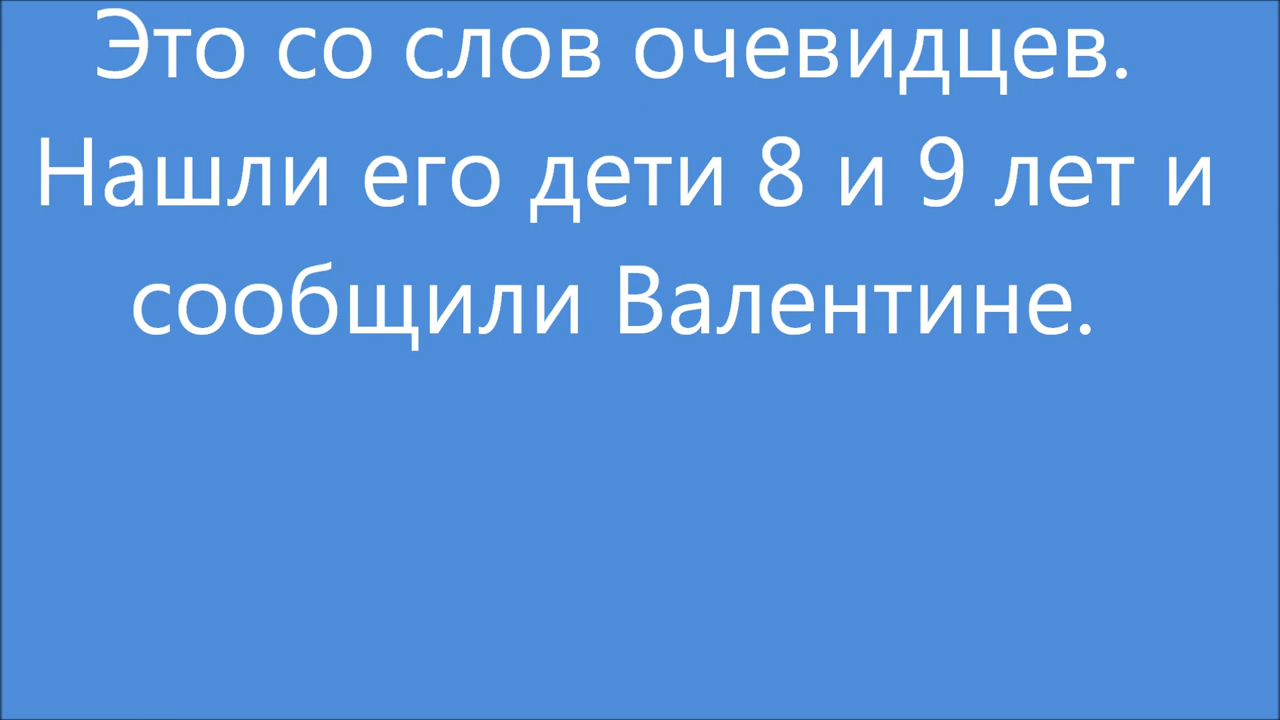 Это со слов очевидцев.
Нашли его дети 8 и 9 лет и
сообщили Валентине.